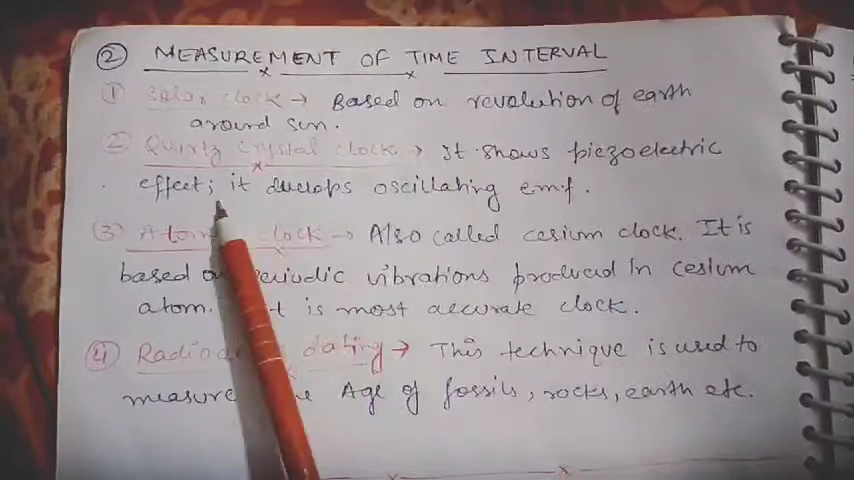 ② MEASUREMENT OF TIME INTERVAL
① Solar clock → Based on revolution of earth
around sun.
② Quartz crystal clock → It shows piezoelectric
effect; it develops oscillating emf.
③ Atom clock → Also called cesium clock. It is
based on periodic vibrations produced in cesium
atom. It is most accurate clock.
④ Radioa dating → This technique is used to
measure Age of fossils, rocks, earth etc.